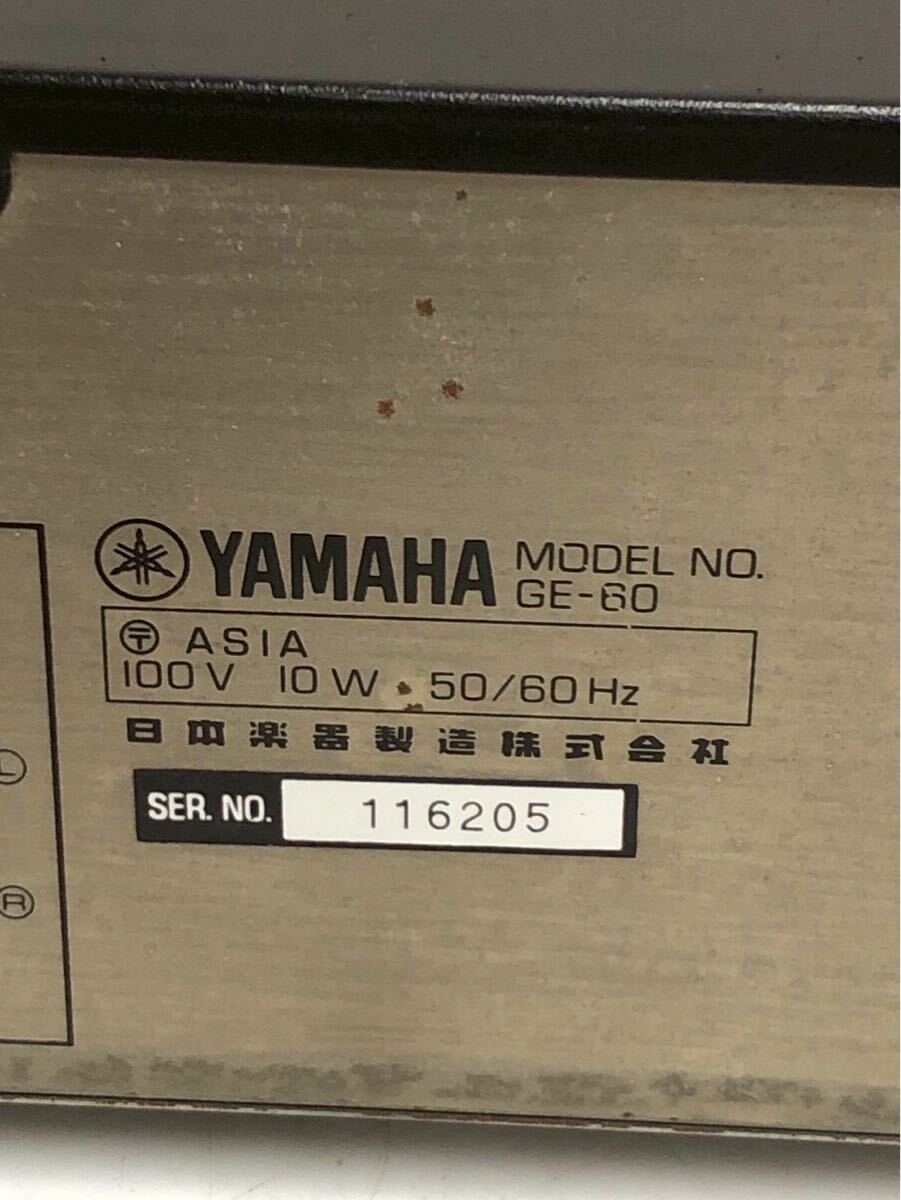 YAMAHA MODEL NO.
GE-60
〒 ASIA
100V 10W 50/60Hz
日本楽器製造株式会社
SER. NO. 116205
L
R